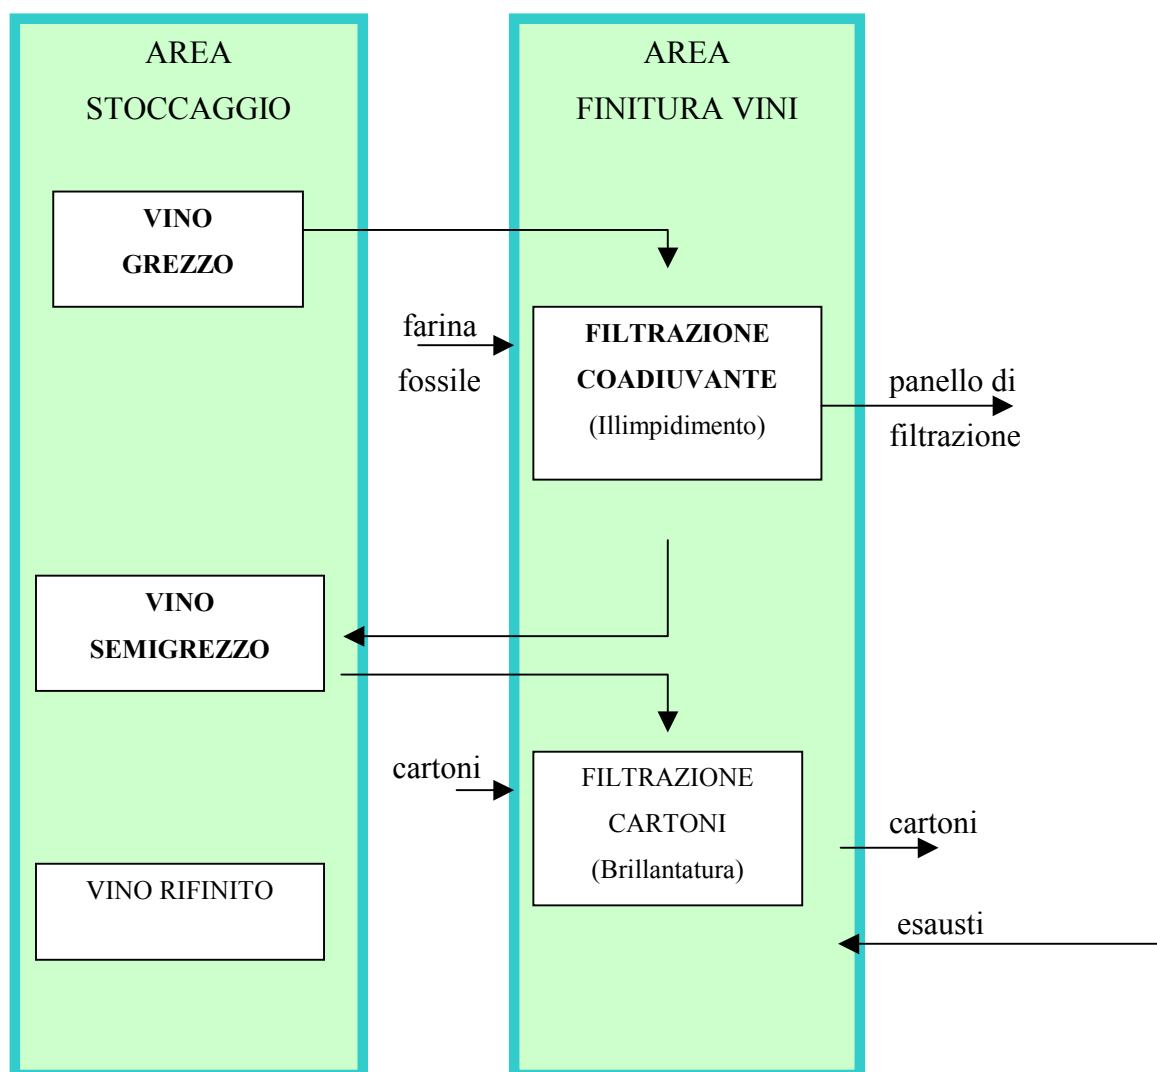 AREA
STOCCAGGIO
AREA
FINITURA VINI
VINO
GREZZO
farina
fossile
FILTRAZIONE
COADIUVANTE
(Illimpidimento)
panello di
filtrazione
VINO
SEMIGREZZO
cartoni
FILTRAZIONE
CARTONI
(Brillantatura)
cartoni
esausti
VINO RIFINITO